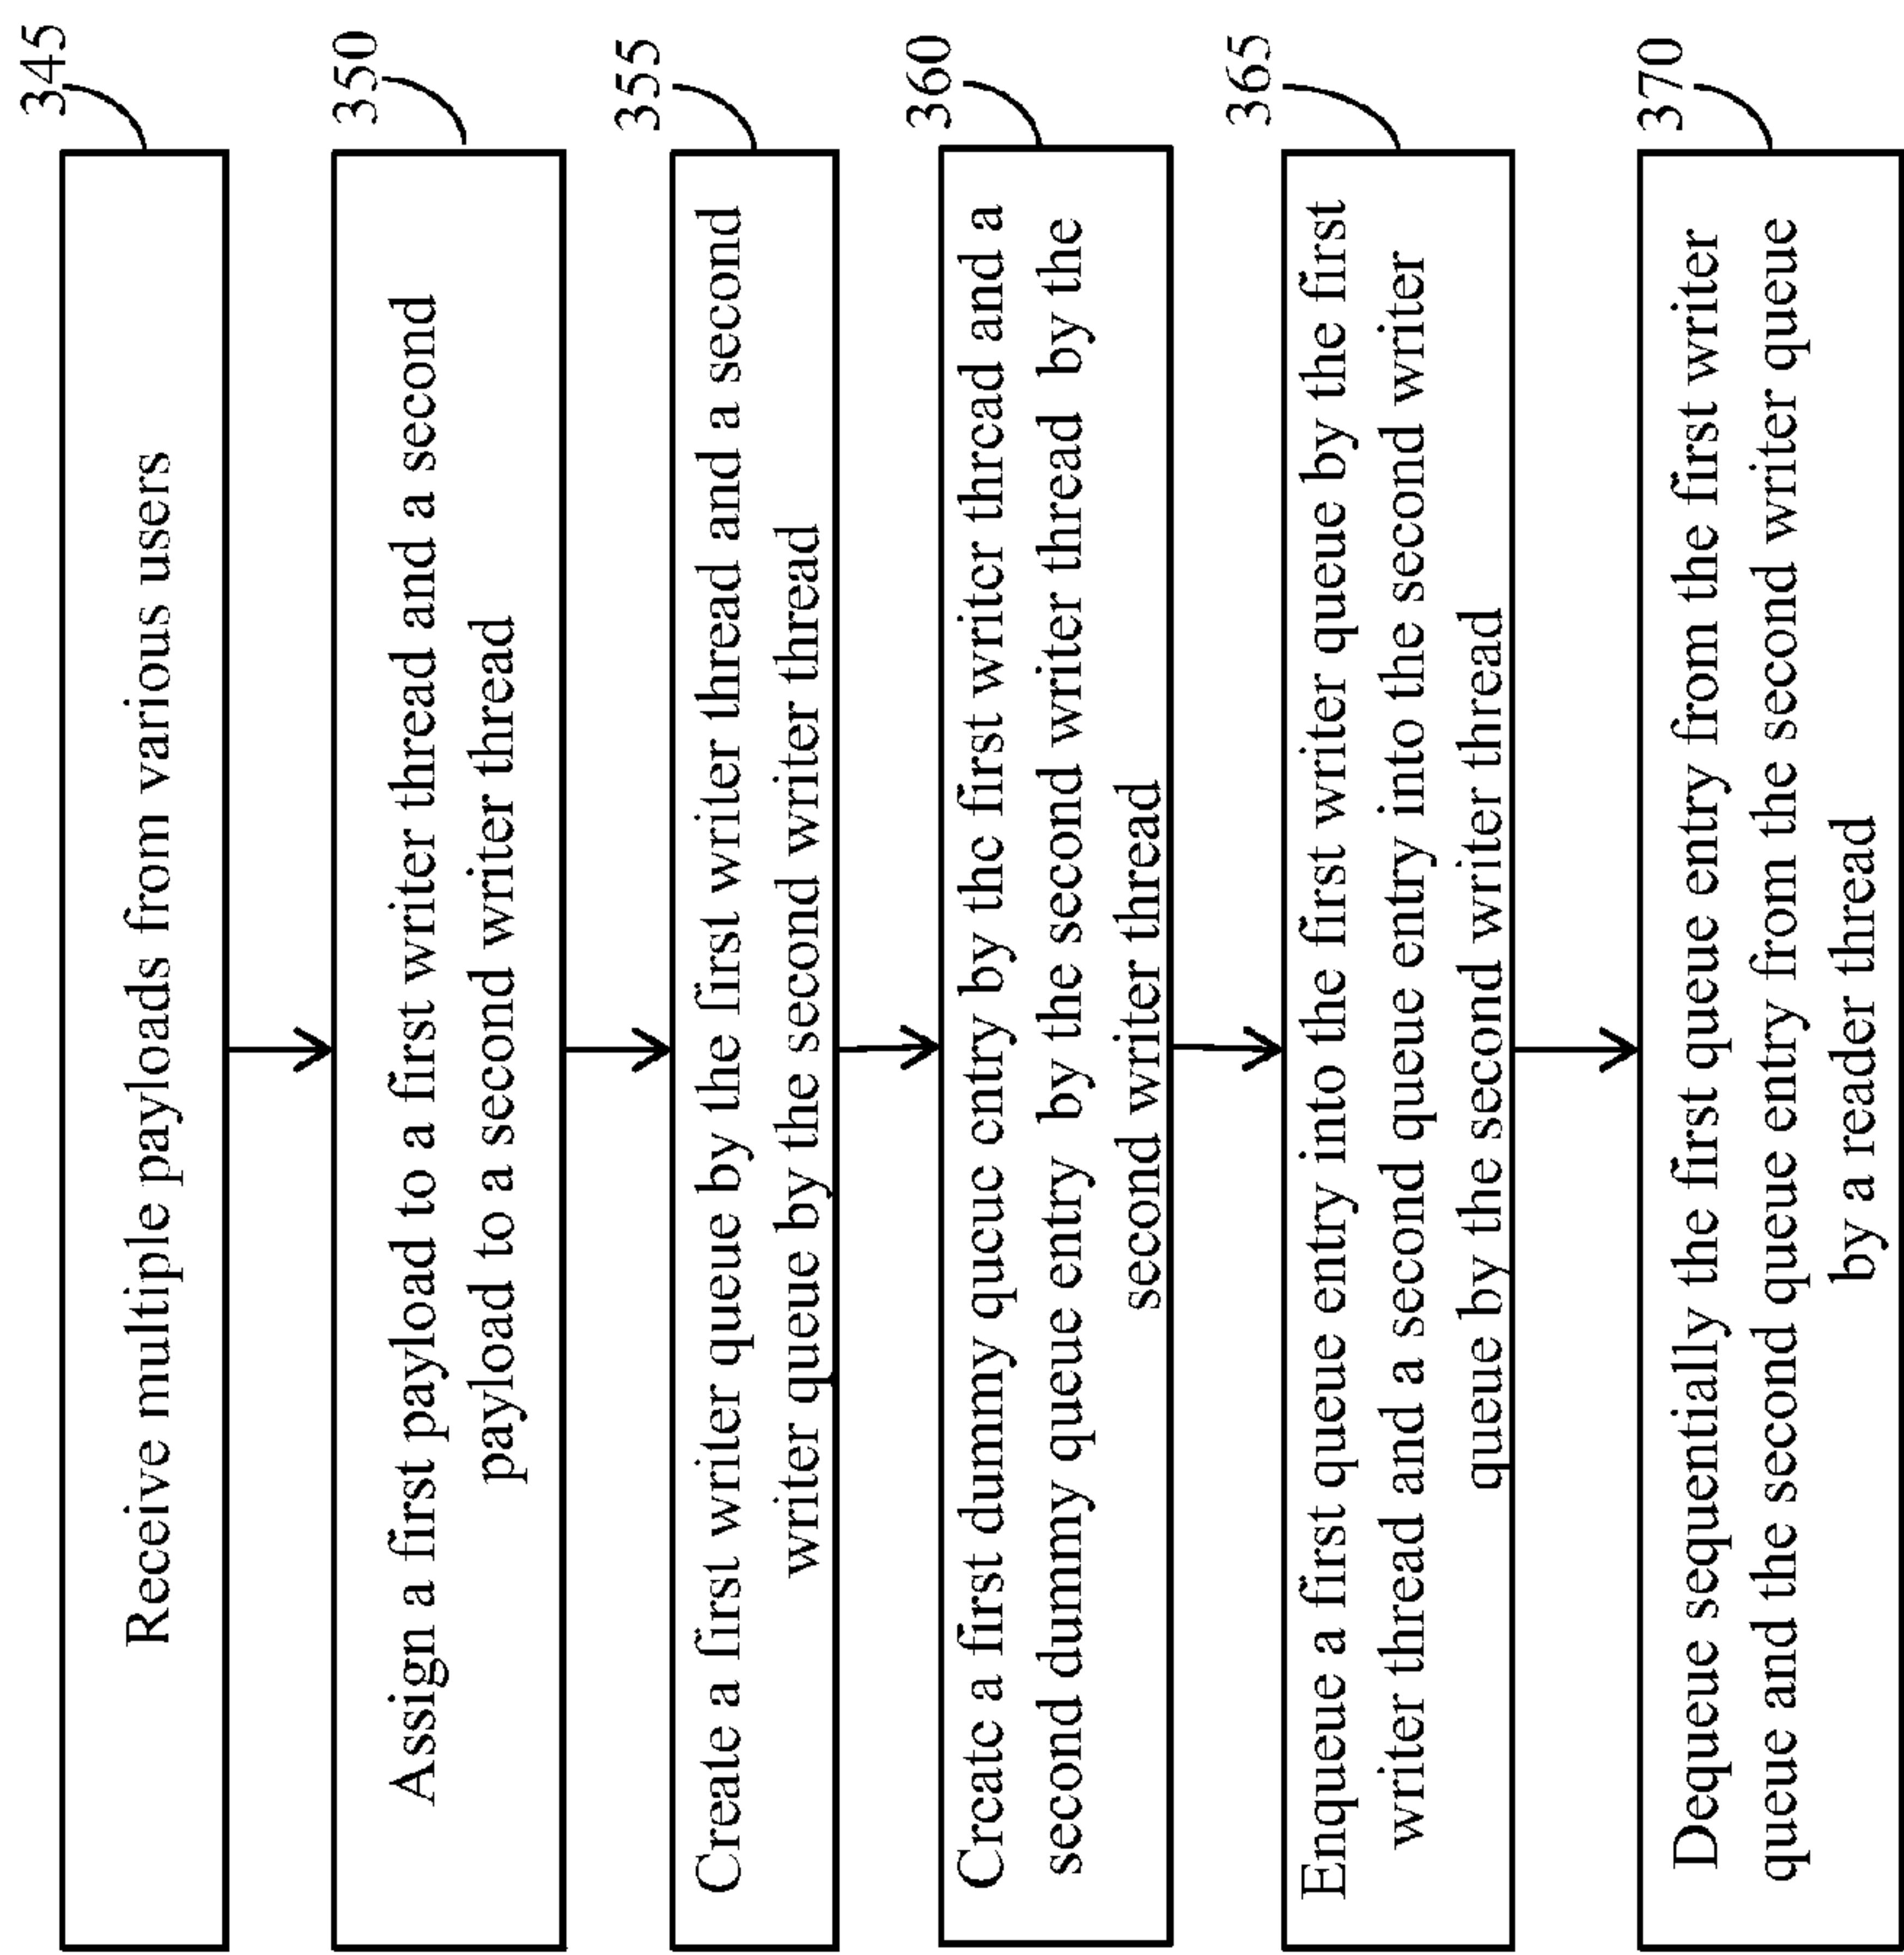 345
Receive multiple payloads from various users
350
Assign a first payload to a first writer thread and a second
payload to a second writer thread
355
Create a first writer queue by the first writer thread and a second
writer queue by the second writer thread
360
Create a first dummy queue entry by the first writer thread and a
second dummy queue entry by the second writer thread by the
second writer thread
365
Enqueue a first queue entry into the first writer queue by the first
writer thread and a second queue entry into the second writer
queue by the second writer thread
370
Dequeue sequentially the first queue entry from the first writer
queue and the second queue entry from the second writer queue
by a reader thread